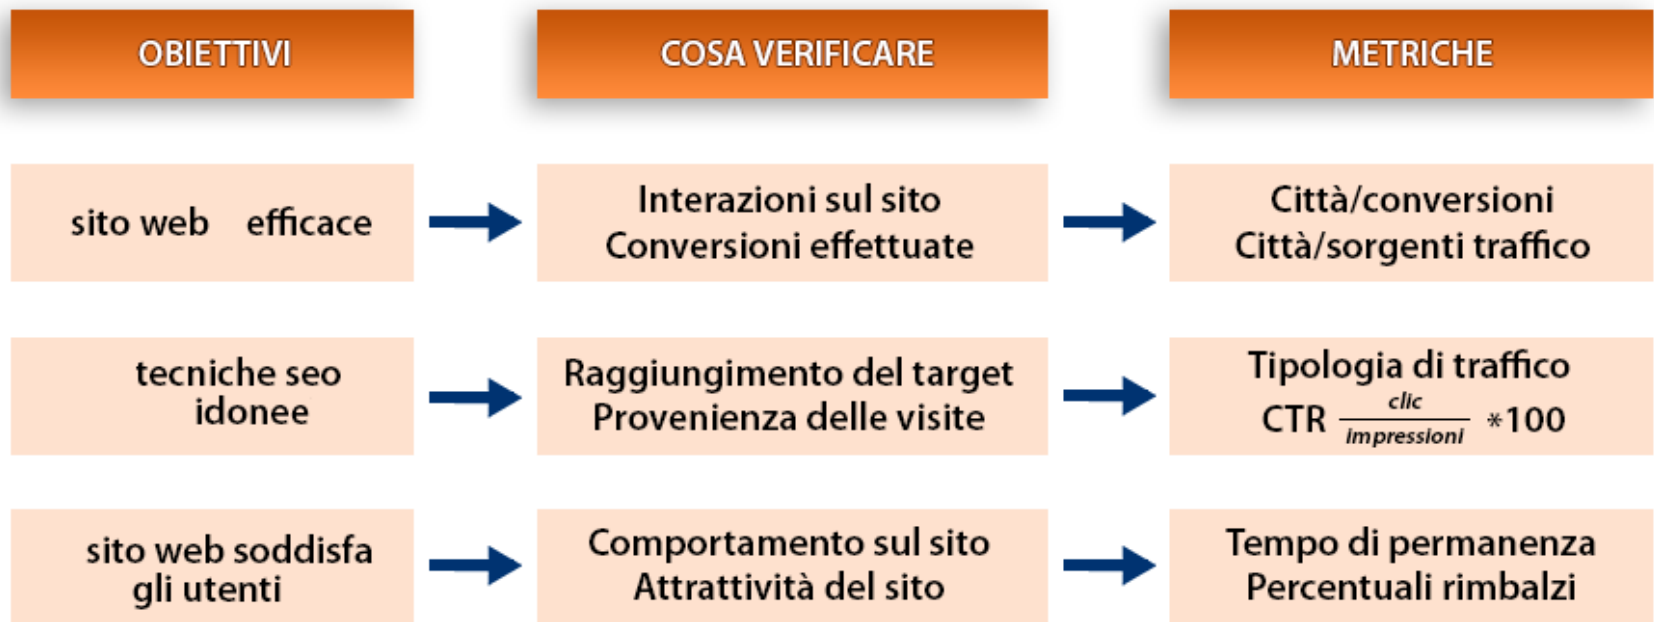 OBIETTIVI
COSA VERIFICARE
METRICHE
sito web efficace
Interazioni sul sito
Conversioni effettuate
Città/conversioni
Città/sorgenti traffico
tecniche seo
idonee
Raggiungimento del target
Provenienza delle visite
Tipologia di traffico
CTR clic/impressioni *100
sito web soddisfa
gli utenti
Comportamento sul sito
Attrattività del sito
Tempo di permanenza
Percentuali rimbalzi